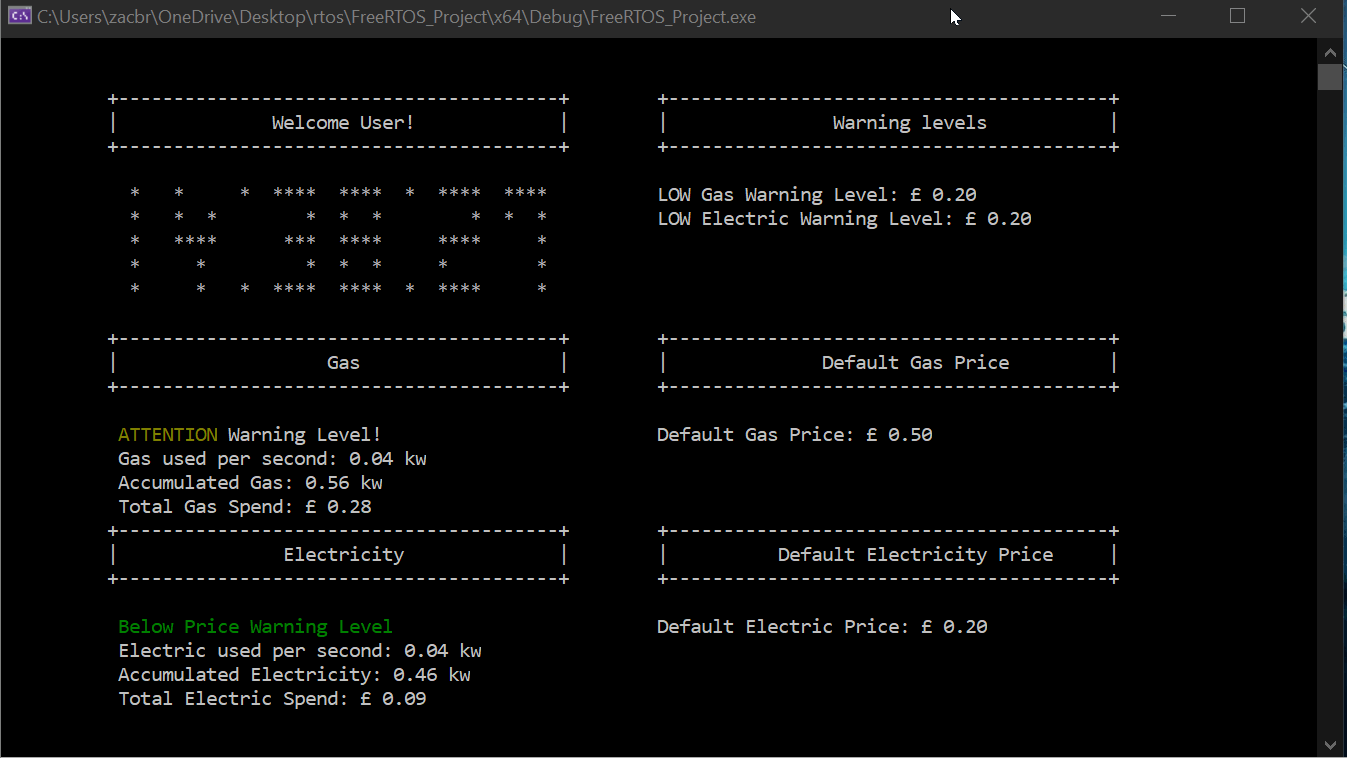 C:\Users\zacbr\OneDrive\Desktop\rtos\FreeRTOS_Project\x64\Debug\FreeRTOS_Project.exe
Welcome User!
14:38:27
Warning levels
LOW Gas Warning Level: £ 0.20
LOW Electric Warning Level: £ 0.20
Gas
ATTENTION Warning Level!
Gas used per second: 0.04 kw
Accumulated Gas: 0.56 kw
Total Gas Spend: £ 0.28
Default Gas Price
Default Gas Price: £ 0.50
Electricity
Below Price Warning Level
Electric used per second: 0.04 kw
Accumulated Electricity: 0.46 kw
Total Electric Spend: £ 0.09
Default Electricity Price
Default Electric Price: £ 0.20